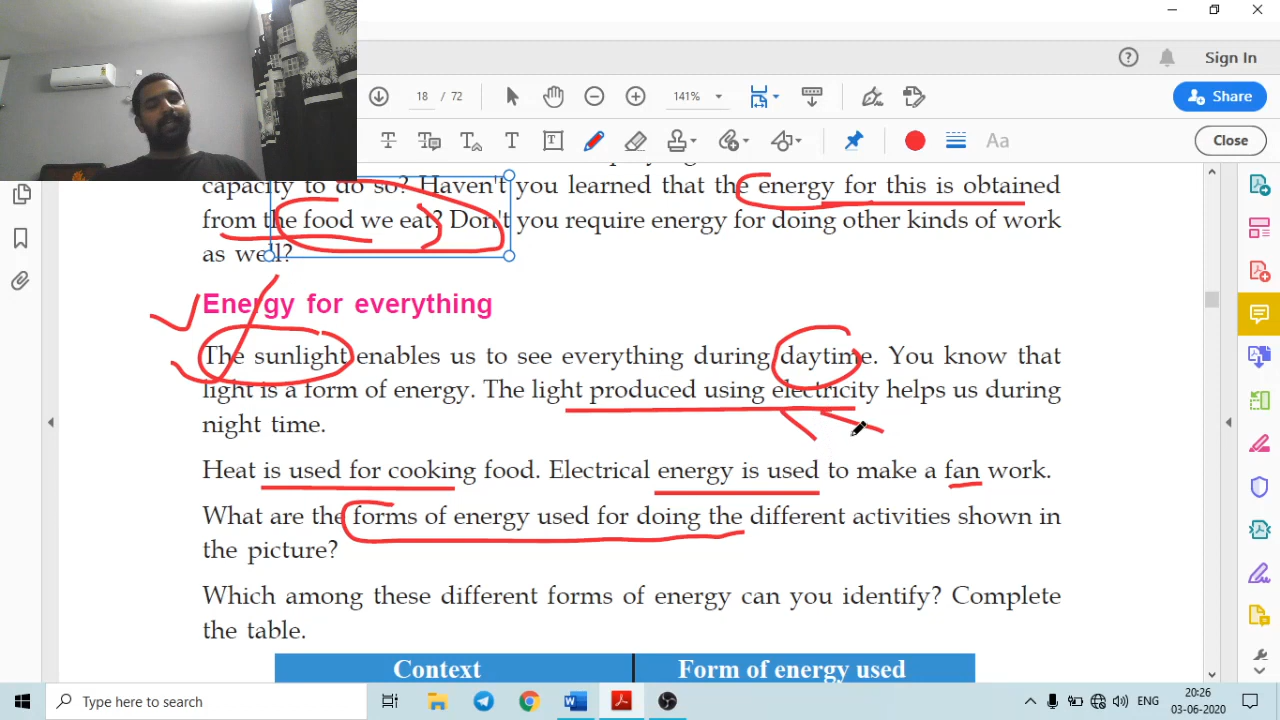 Sign In
18 / 72
141%
Share
Aa
Close
capacity to do so? Haven't you learned that the energy for this is obtained
from the food we eat? Don't you require energy for doing other kinds of work
as well?
Energy for everything
The sunlight enables us to see everything during daytime. You know that
light is a form of energy. The light produced using electricity helps us during
night time.
Heat is used for cooking food. Electrical energy is used to make a fan work.
What are the forms of energy used for doing the different activities shown in
the picture?
Which among these different forms of energy can you identify? Complete
the table.
Context Form of energy used
Type here to search
ENG
20:26
03-06-2020